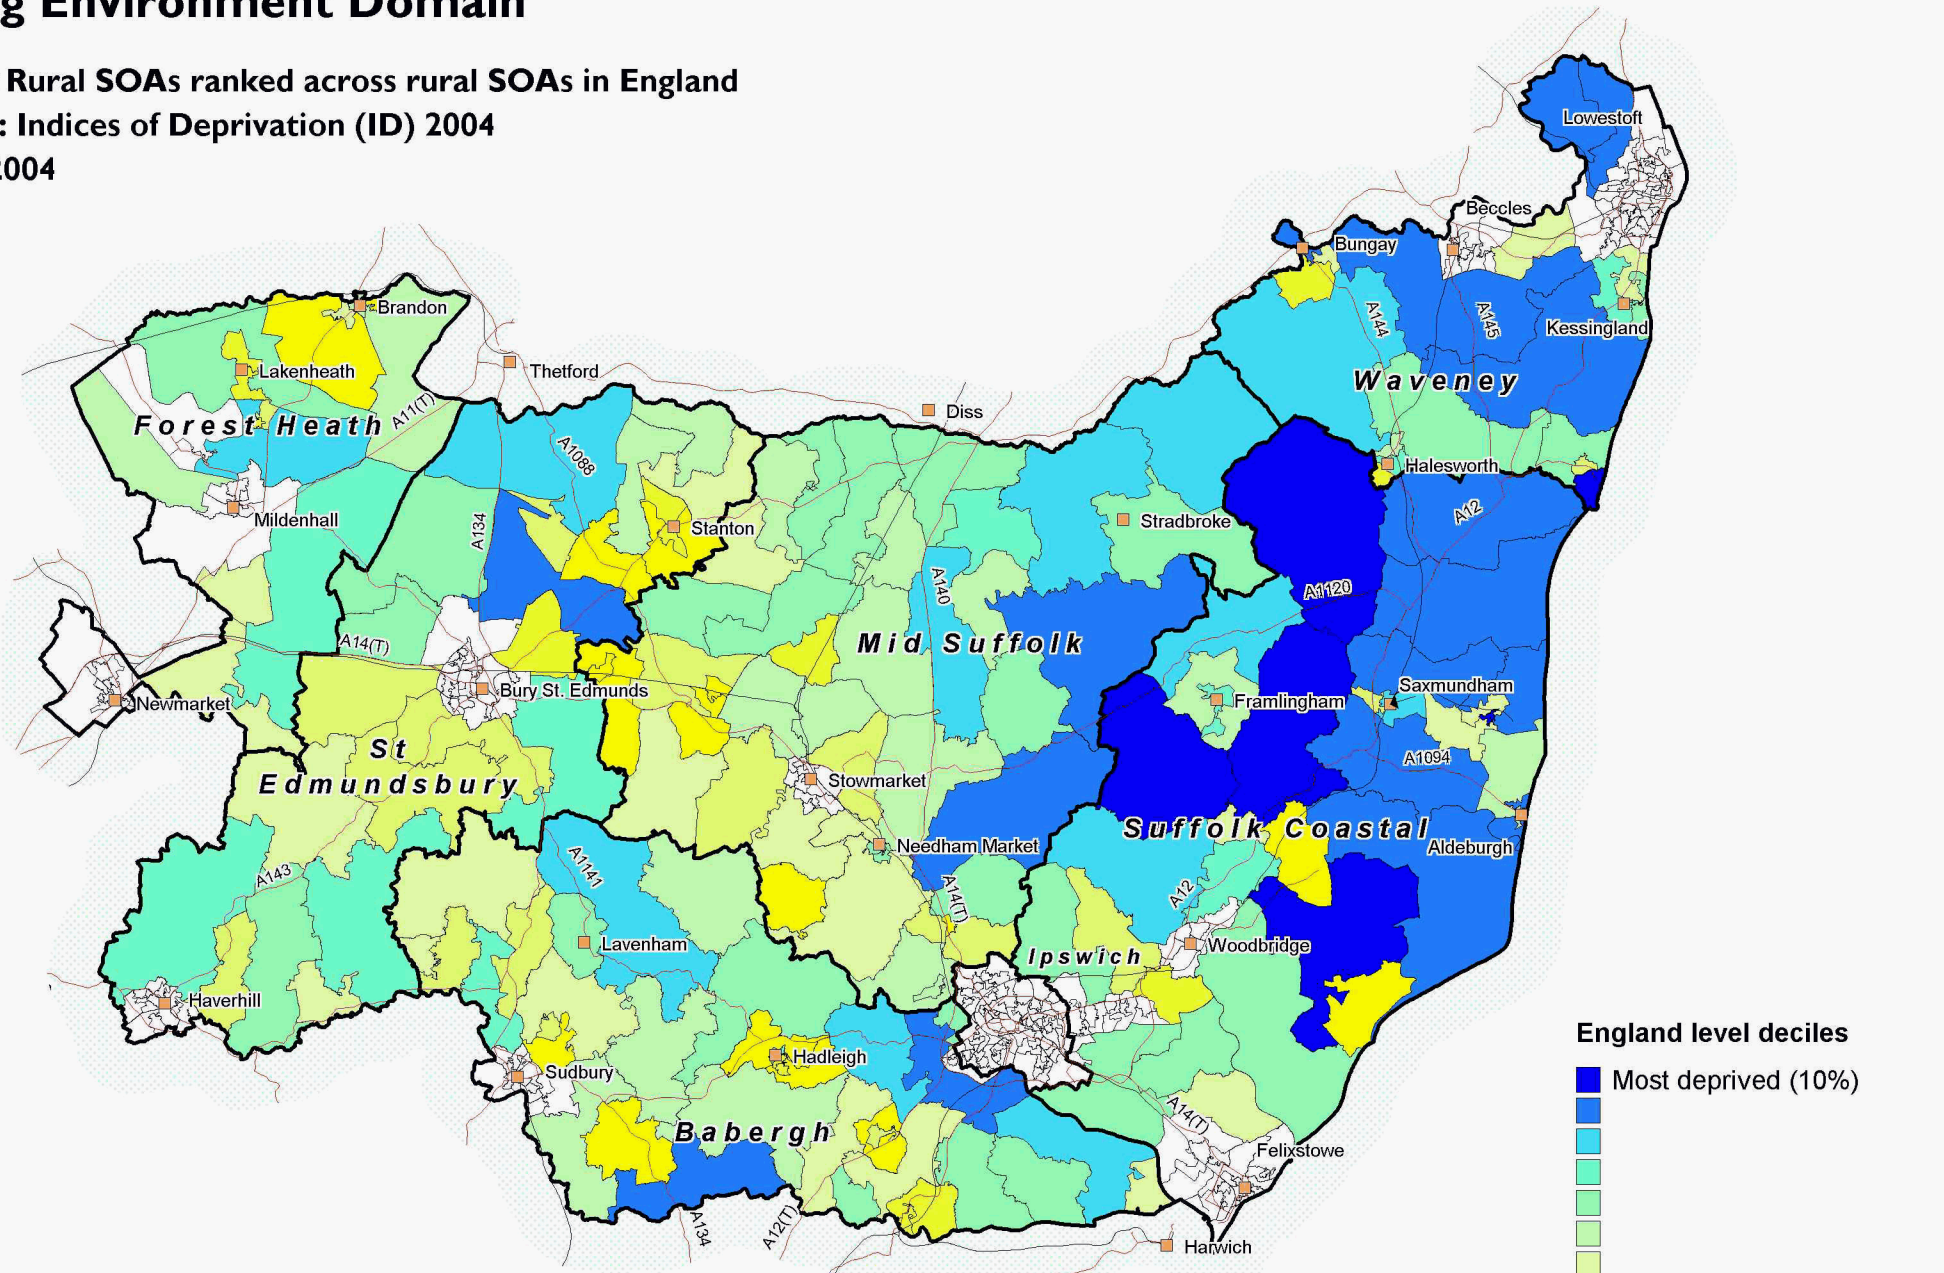 g Environment Domain
Rural SOAs ranked across rural SOAs in England
: Indices of Deprivation (ID) 2004
2004
Lowestoft
Beccles
Bungay
A144
A145
Kessingland
Brandon
Lakenheath
Thetford
Waveney
Diss
A11(T)
Forest Heath
A1088
Halesworth
A12
Mildenhall
A134
Stanton
Stradbroke
A140
A1120
A14(T)
Mid Suffolk
Bury St. Edmunds
Newmarket
Framlingham
Saxmundham
St
Edmundsbury
A1094
Stowmarket
Suffolk Coastal
Needham Market
Aldeburgh
A1141
A143
A14(T)
A12
Lavenham
Ipswich
Woodbridge
Haverhill
England level deciles
Hadleigh
Sudbury
Most deprived (10%)
A14(T)
Babergh
Felixstowe
A134
A12(T)
Harwich